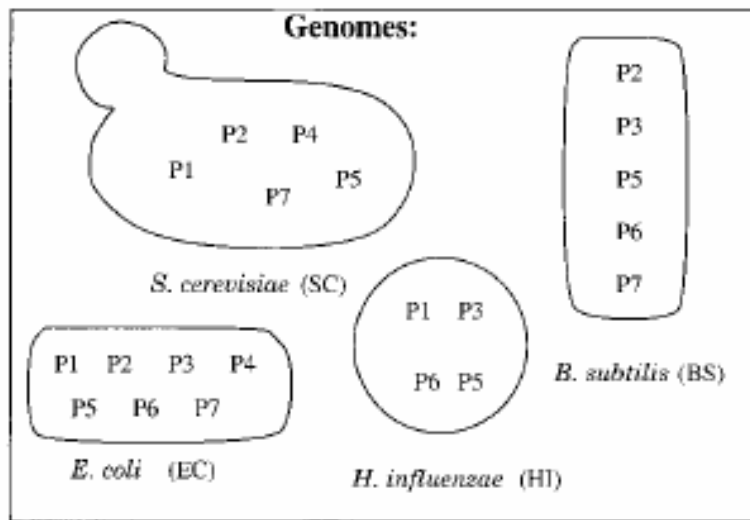 Genomes:
P2 P4
P1
P7 P5
S. cerevisiae (SC)
P2
P3
P5
P6
P7
B. subtilis (BS)
P1 P2 P3 P4
P5 P6 P7
E. coli (EC)
P1 P3
P6 P5
H. influenzae (HI)